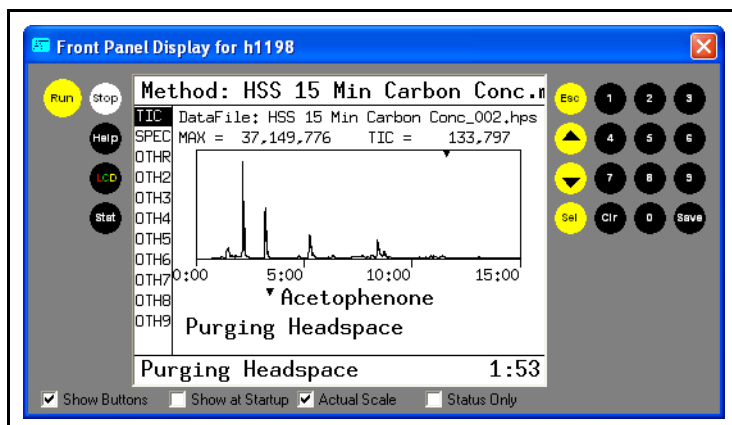 Front Panel Display for h1198
Run Stop
Help
LCD
Stat
Method: HSS 15 Min Carbon Conc.m
TIC DataFile: HSS 15 Min Carbon Conc_002.hps
SPEC MAX = 37,149,776 TIC = 133,797
OTHR
OTH2
OTH3
OTH4
OTH5
OTH6
OTH7 0:00 5:00 10:00 15:00
OTH8 Acetophenone
OTH9 Purging Headspace
Purging Headspace 1:53
Esc 1 2 3
4 5 6
7 8 9
Sel Clr 0 Save
Show Buttons Show at Startup Actual Scale Status Only